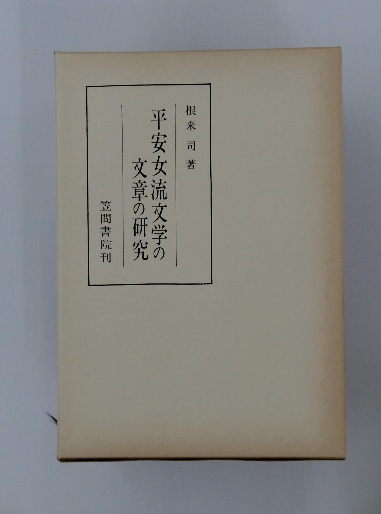 根来 司 著
平安女流文学の
文章の研究
笠間書院刊